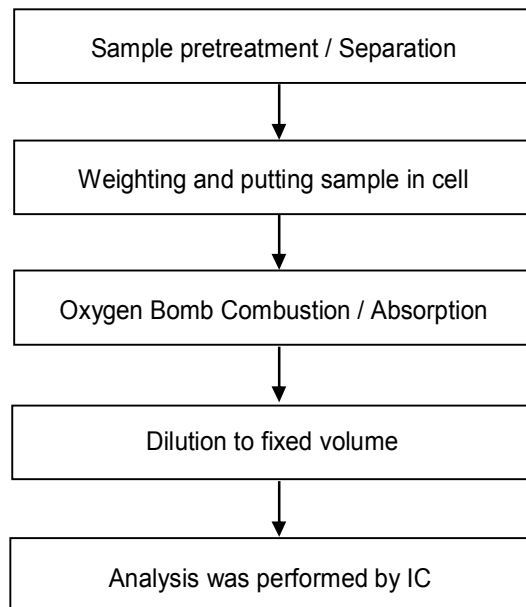 Sample pretreatment / Separation
Weighting and putting sample in cell
Oxygen Bomb Combustion / Absorption
Dilution to fixed volume
Analysis was performed by IC